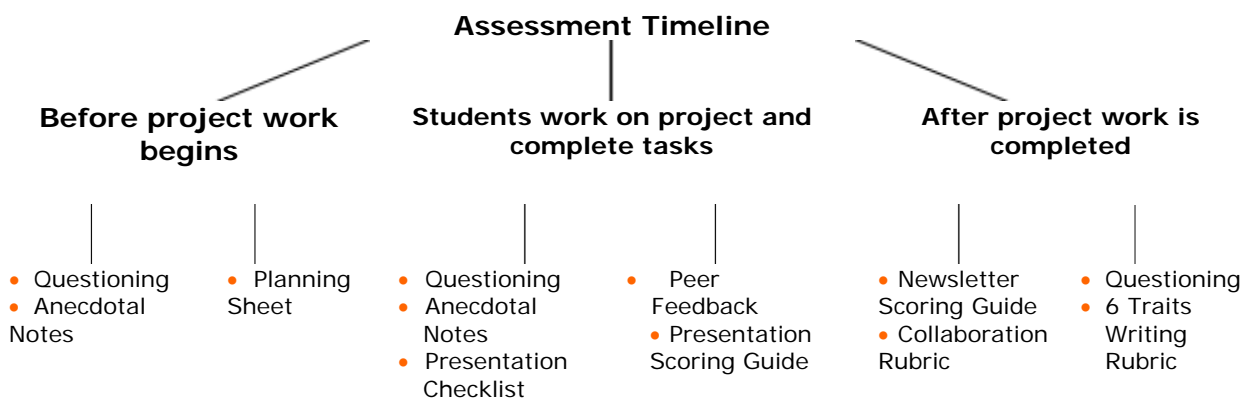 Assessment Timeline
Before project work
begins
Students work on project and
complete tasks
After project work is
completed
• Questioning
• Anecdotal
Notes
• Planning
Sheet
• Questioning
• Anecdotal
Notes
• Presentation
Checklist
• Peer
Feedback
• Presentation
Scoring Guide
• Newsletter
Scoring Guide
• Collaboration
Rubric
• Questioning
• 6 Traits
Writing
Rubric